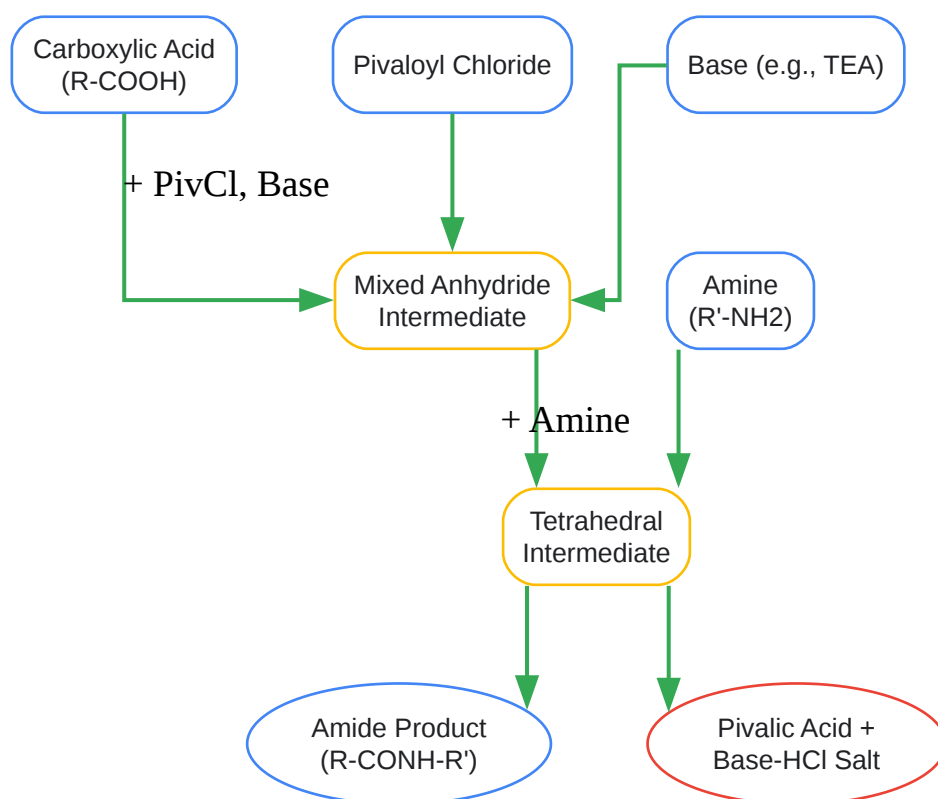 Carboxylic Acid
(R-COOH)
Pivaloyl Chloride
Base (e.g., TEA)
+ PivCl, Base
Mixed Anhydride
Intermediate
Amine
(R'-NH2)
+ Amine
Tetrahedral
Intermediate
Amide Product
(R-CONH-R')
Pivalic Acid +
Base-HCl Salt